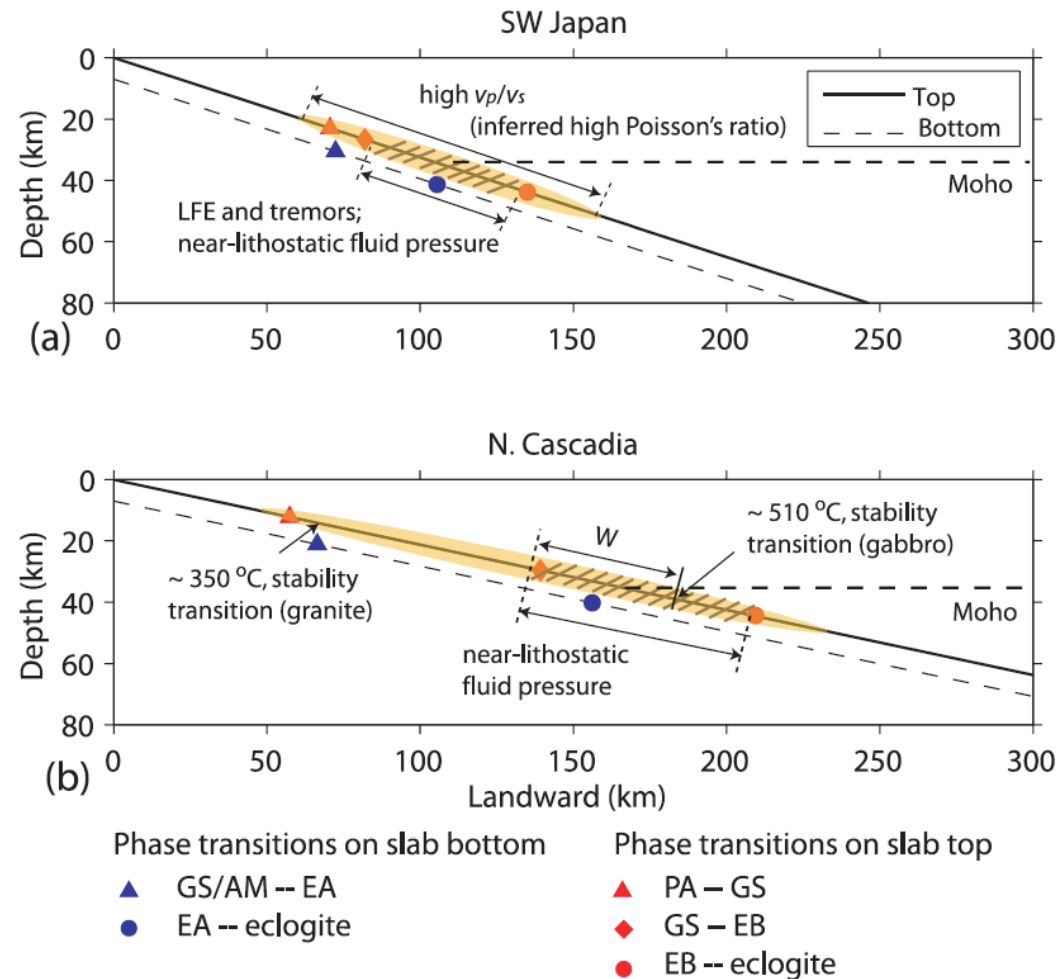 SW Japan
0
20
40
60
80
Depth (km)
high vp/vs
(inferred high Poisson's ratio)
Top
Bottom
Moho
LFE and tremors;
near-lithostatic fluid pressure
(a)
0 50 100 150 200 250 300
N. Cascadia
0
20
40
60
80
Depth (km)
W
~ 510 °C, stability
transition (gabbro)
~ 350 °C, stability
transition (granite)
Moho
near-lithostatic
fluid pressure
(b)
0 50 100 150 200 250 300
Landward (km)
Phase transitions on slab bottom
GS/AM -- EA
EA -- eclogite
Phase transitions on slab top
PA – GS
GS – EB
EB -- eclogite